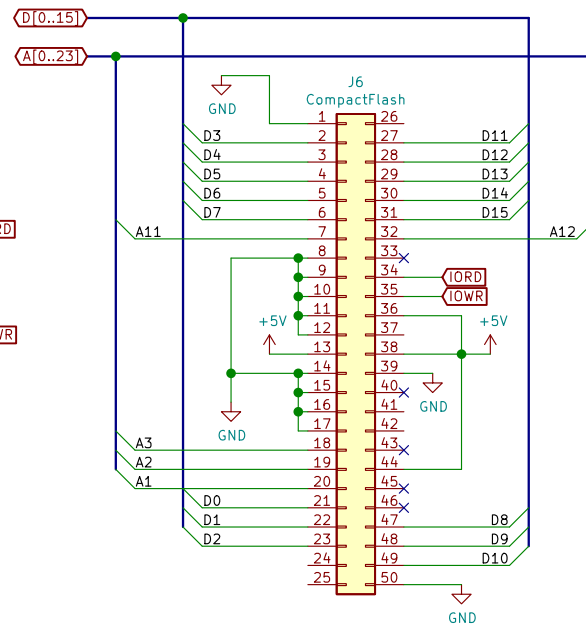 D[0..15]
A[0..23]
J6
CompactFlash
GND
1 26
D3 2 27 D11
D4 3 28 D12
D5 4 29 D13
D6 5 30 D14
D7 6 31 D15
A11 7 32 A12
8 33
9 34 IORD
10 35 IOWR
11 36
+5V 12 37 +5V
13 38
14 39
15 40
GND
16 41
GND
17 42
A3 18 43
A2 19 44
A1 20 45
D0 21 46
D1 22 47 D8
D2 23 48 D9
24 49 D10
25 50
GND